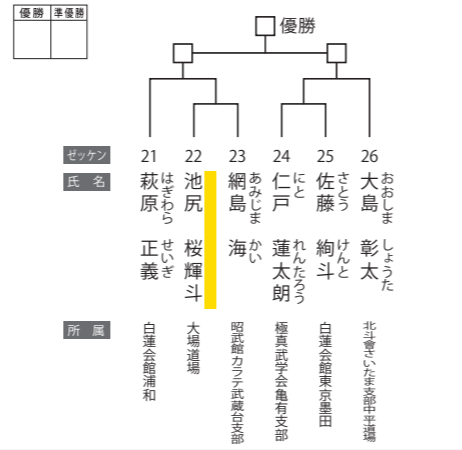 優勝 準優勝
優勝
ゼッケン 21 22 23 24 25 26
氏 名
萩原 正義
はぎわら せいぎ
池尻 桜輝斗
網島 海
あみじま かい
仁戸 蓮太朗
にと れんたろう
佐藤 絢斗
さとう けんと
大島 彰太
おおしま しょうた
所 属
白蓮会館浦和
大場道場
昭武館カラテ武蔵台支部
極真武学会亀有支部
白蓮会館東京墨田
北斗會さいたま支部中平道場